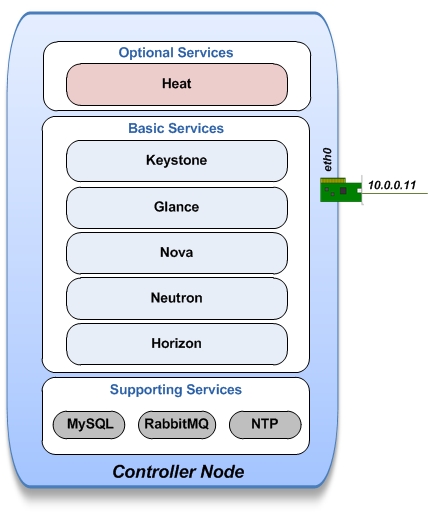 Optional Services
Heat
Basic Services
Keystone
Glance
Nova
Neutron
Horizon
Supporting Services
MySQL RabbitMQ NTP
Controller Node
eth0
10.0.0.11